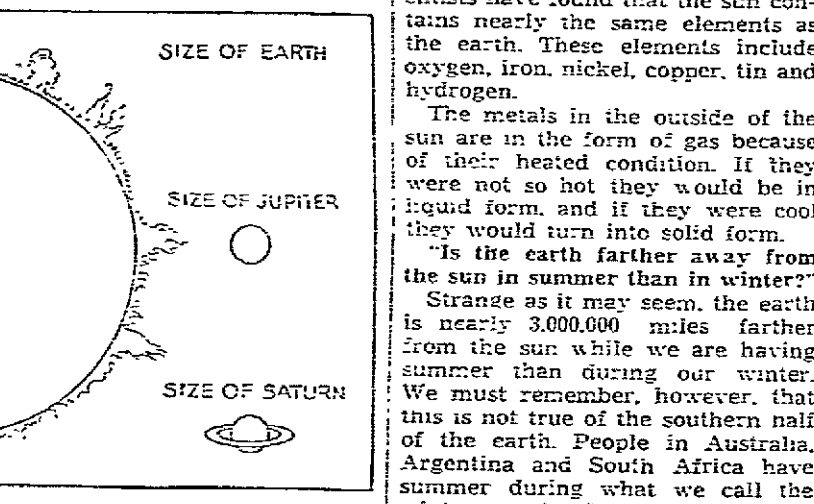 SIZE OF EARTH
SIZE OF JUPITER
SIZE OF SATURN
entists have found that the sun con-
tains nearly the same elements as
the earth. These elements include
oxygen, iron, nickel, copper, tin and
hydrogen.
The metals in the outside of the
sun are in the form of gas because
of their heated condition. If they
were not so hot they would be in
liquid form, and if they were cool
they would turn into solid form.
"Is the earth farther away from
the sun in summer than in winter?"
Strange as it may seem, the earth
is nearly 3,000,000 miles farther
from the sun while we are having
summer than during our winter.
We must remember, however, that
this is not true of the southern half
of the earth. People in Australia,
Argentina and South Africa have
summer during what we call the